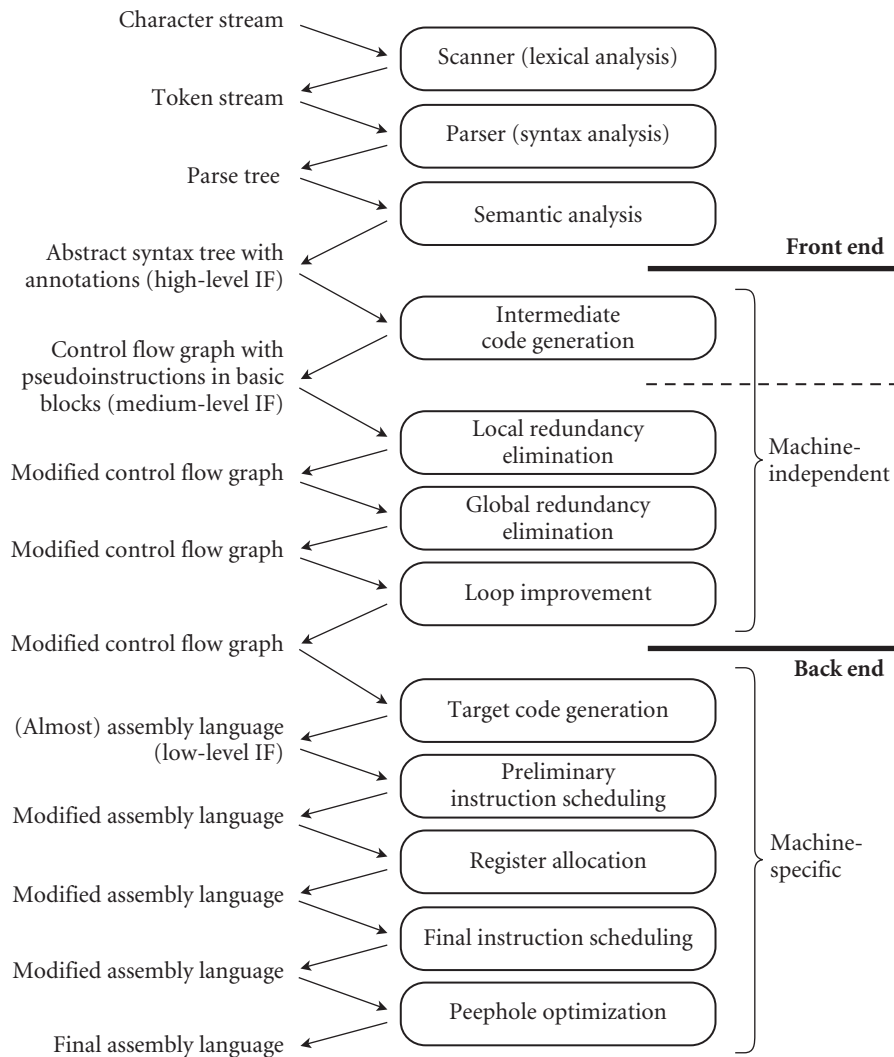 Character stream
Scanner (lexical analysis)
Token stream
Parser (syntax analysis)
Parse tree
Semantic analysis
Front end
Abstract syntax tree with
annotations (high-level IF)
Intermediate
code generation
Control flow graph with
pseudoinstructions in basic
blocks (medium-level IF)
Local redundancy
elimination
Machine-
independent
Modified control flow graph
Global redundancy
elimination
Modified control flow graph
Loop improvement
Modified control flow graph
Back end
Target code generation
(Almost) assembly language
(low-level IF)
Preliminary
instruction scheduling
Modified assembly language
Register allocation
Machine-
specific
Modified assembly language
Final instruction scheduling
Modified assembly language
Peephole optimization
Final assembly language